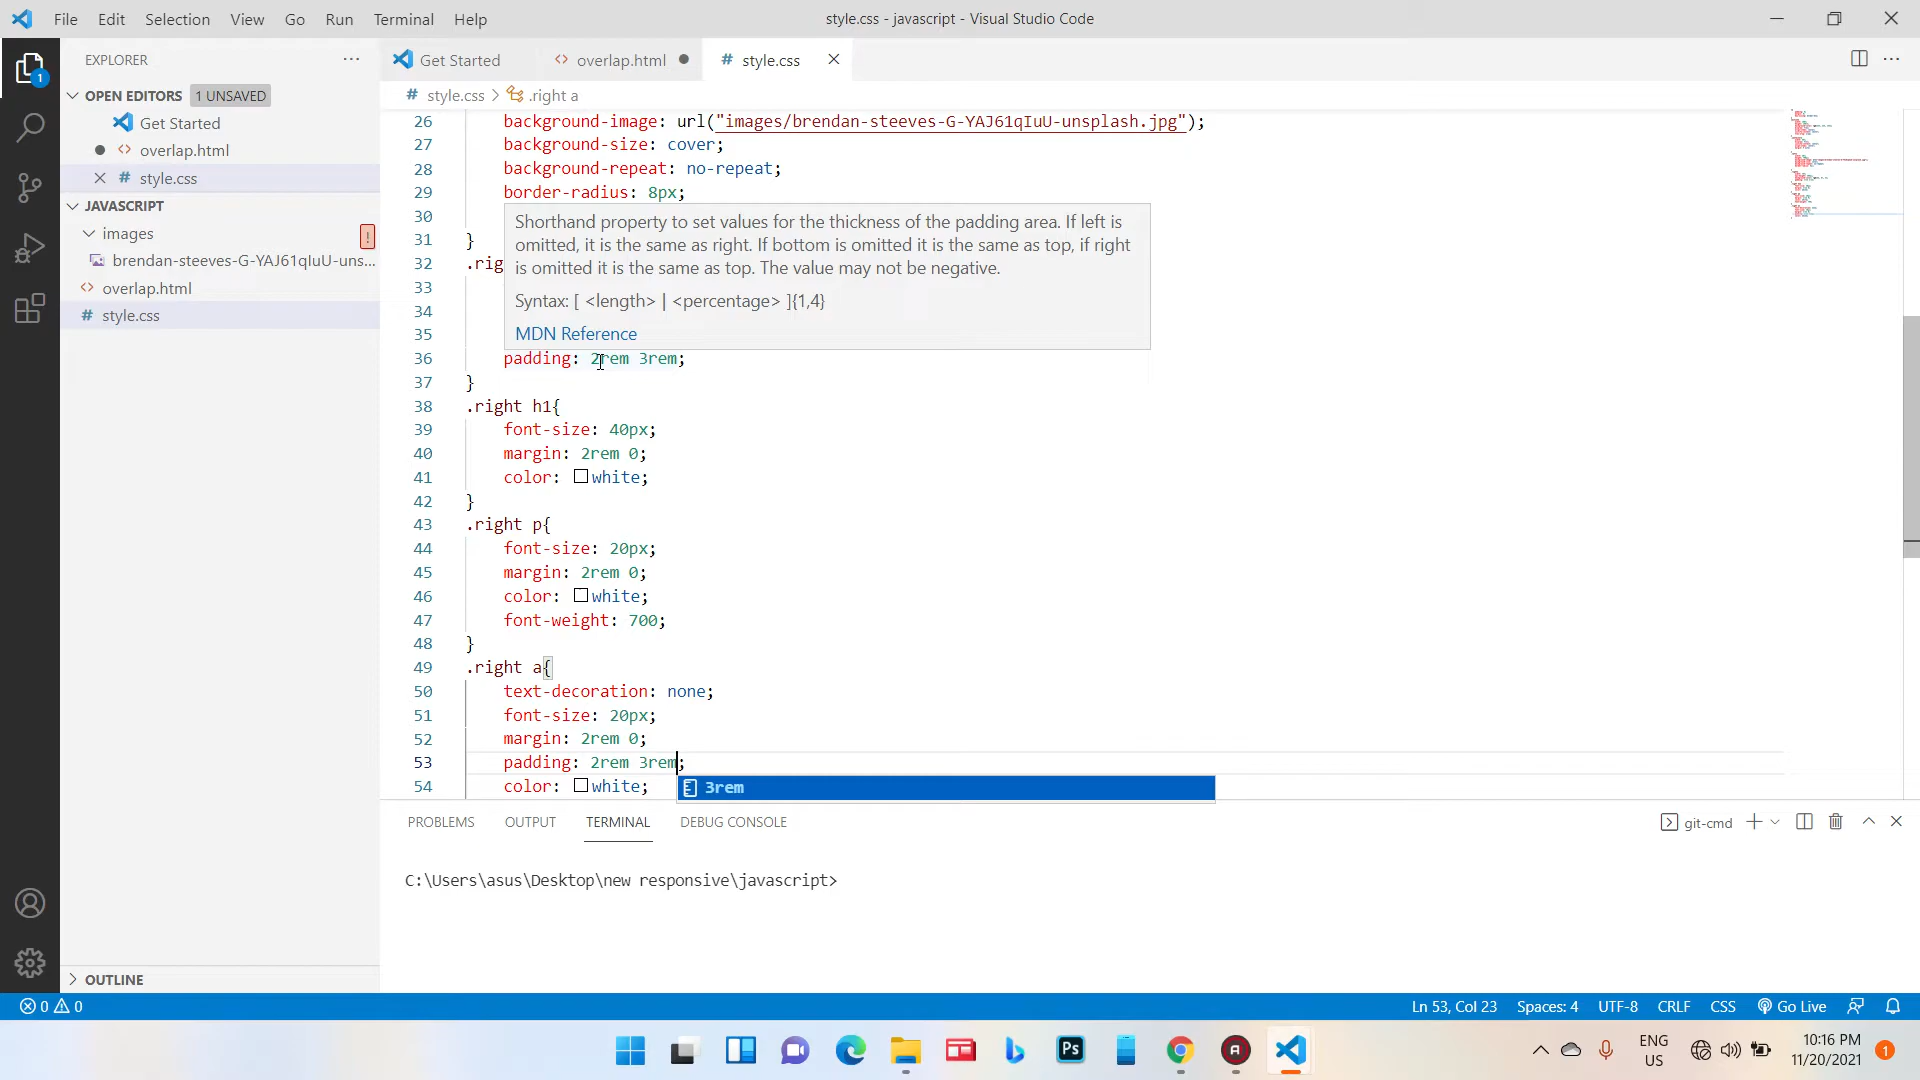 File Edit Selection View Go Run Terminal Help
style.css - javascript - Visual Studio Code
EXPLORER
Get Started
overlap.html
style.css
OPEN EDITORS 1 UNSAVED
Get Started
overlap.html
style.css
JAVASCRIPT
images
brendan-steeves-G-YAJ61qIuU-uns...
overlap.html
style.css
OUTLINE
style.css > .right a
26 background-image: url("images/brendan-steeves-G-YAJ61qIuU-unsplash.jpg");
27 background-size: cover;
28 background-repeat: no-repeat;
29 border-radius: 8px;
30
31 }
32 .rig
33
34
35
Shorthand property to set values for the thickness of the padding area. If left is
omitted, it is the same as right. If bottom is omitted it is the same as top, if right
is omitted it is the same as top. The value may not be negative.
Syntax: [ <length> | <percentage> ]{1,4}
MDN Reference
36 padding: 2rem 3rem;
37 }
38 .right h1{
39 font-size: 40px;
40 margin: 2rem 0;
41 color: white;
42 }
43 .right p{
44 font-size: 20px;
45 margin: 2rem 0;
46 color: white;
47 font-weight: 700;
48 }
49 .right a{
50 text-decoration: none;
51 font-size: 20px;
52 margin: 2rem 0;
53 padding: 2rem 3rem;
54 color: white;
3rem
PROBLEMS OUTPUT TERMINAL DEBUG CONSOLE
git-cmd
C:\Users\asus\Desktop\new responsive\javascript>
0 0
Ln 53, Col 23 Spaces: 4 UTF-8 CRLF CSS Go Live
ENG
US
10:16 PM
11/20/2021
1